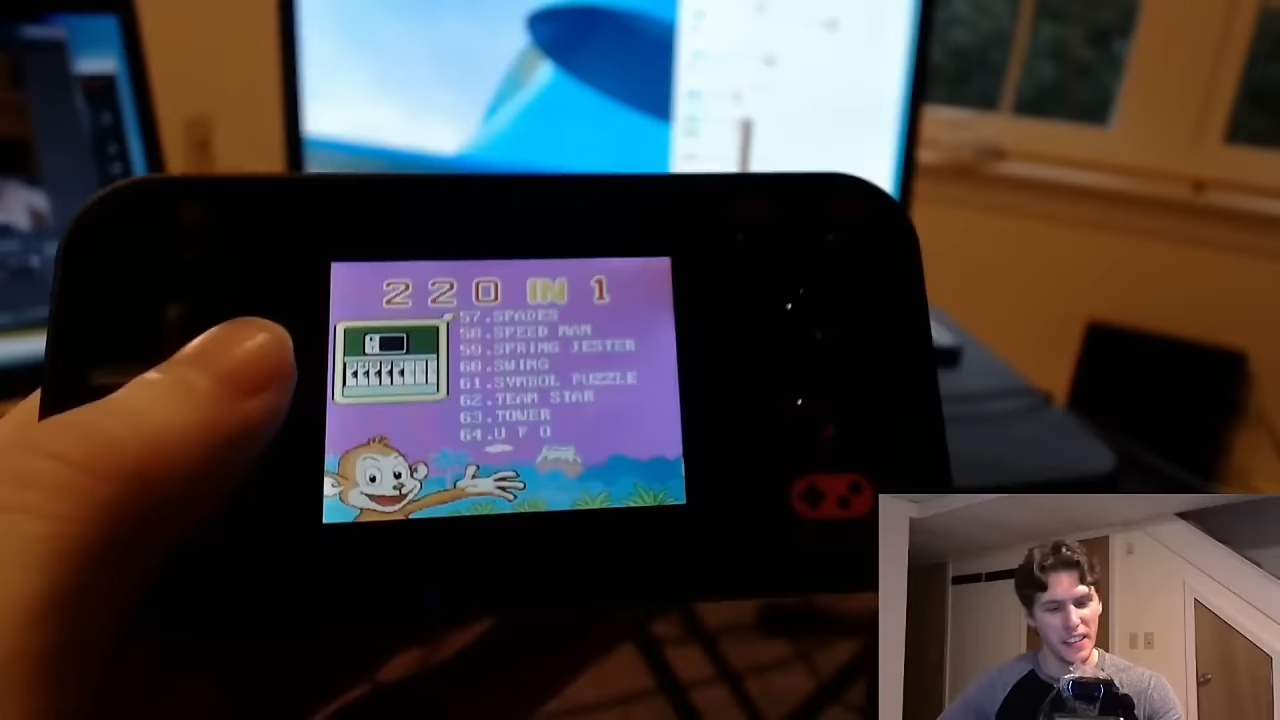 220 IN 1
57.SPADES
58.SPEED MAN
59.SPRING JESTER
60.SWING
61.SYMBOL PUZZLE
62.TEAM STAR
63.TOWER
64.U F O